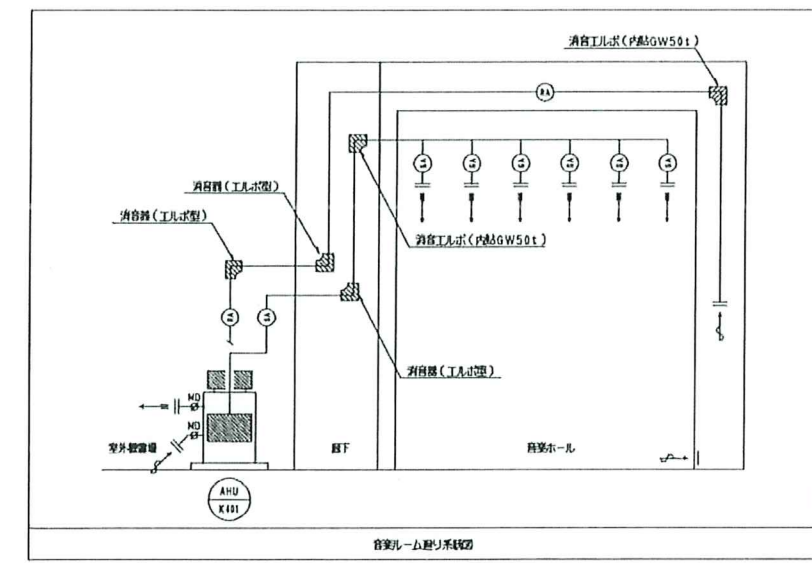 消音エルボ(内貼GW50t)
RA
SA SA SA SA SA SA
消音器(エルボ型)
消音器(エルボ型)
消音エルボ(内貼GW50t)
RA SA
消音器(エルボ型)
MD
MD
室外機置場
廊下
音楽ホール
AHU
K401
音楽ルーム廻り系統図